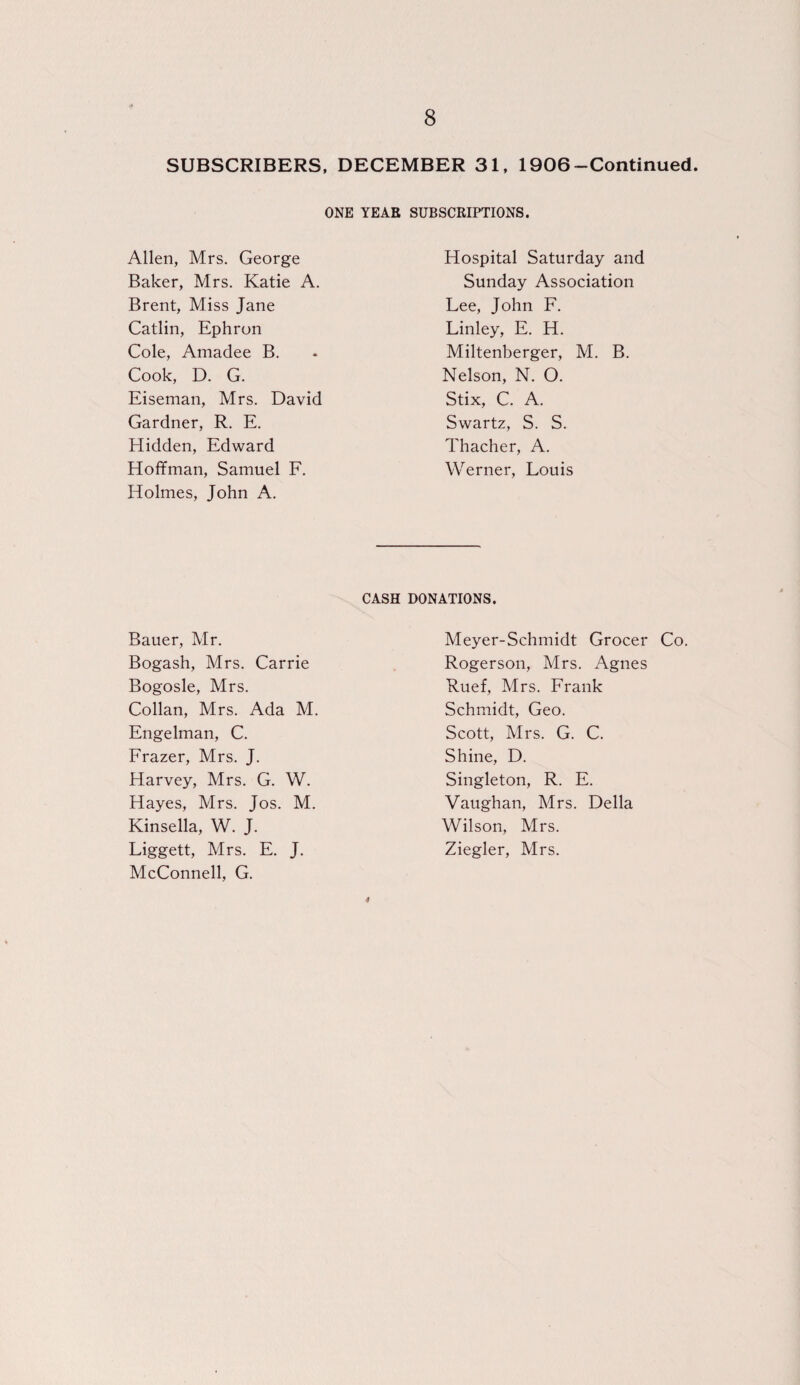 8
SUBSCRIBERS, DECEMBER 31, 1906—Continued.
ONE YEAR SUBSCRIPTIONS.
Allen, Mrs. George
Baker, Mrs. Katie A.
Brent, Miss Jane
Catlin, Ephron
Cole, Amadee B.
Cook, D. G.
Eiseman, Mrs. David
Gardner, R. E.
Hidden, Edward
Hoffman, Samuel F.
Holmes, John A.
Hospital Saturday and
Sunday Association
Lee, John F.
Linley, E. H.
Miltenberger, M. B.
Nelson, N. O.
Stix, C. A.
Swartz, S. S.
Thacher, A.
Werner, Louis
CASH DONATIONS.
Bauer, Mr.
Bogash, Mrs. Carrie
Bogosle, Mrs.
Collan, Mrs. Ada M.
Engelman, C.
Frazer, Mrs. J.
Harvey, Mrs. G. W.
Hayes, Mrs. Jos. M.
Kinsella, W. J.
Liggett, Mrs. E. J.
McConnell, G.
Meyer-Schmidt Grocer Co.
Rogerson, Mrs. Agnes
Ruef, Mrs. Frank
Schmidt, Geo.
Scott, Mrs. G. C.
Shine, D.
Singleton, R. E.
Vaughan, Mrs. Della
Wilson, Mrs.
Ziegler, Mrs.